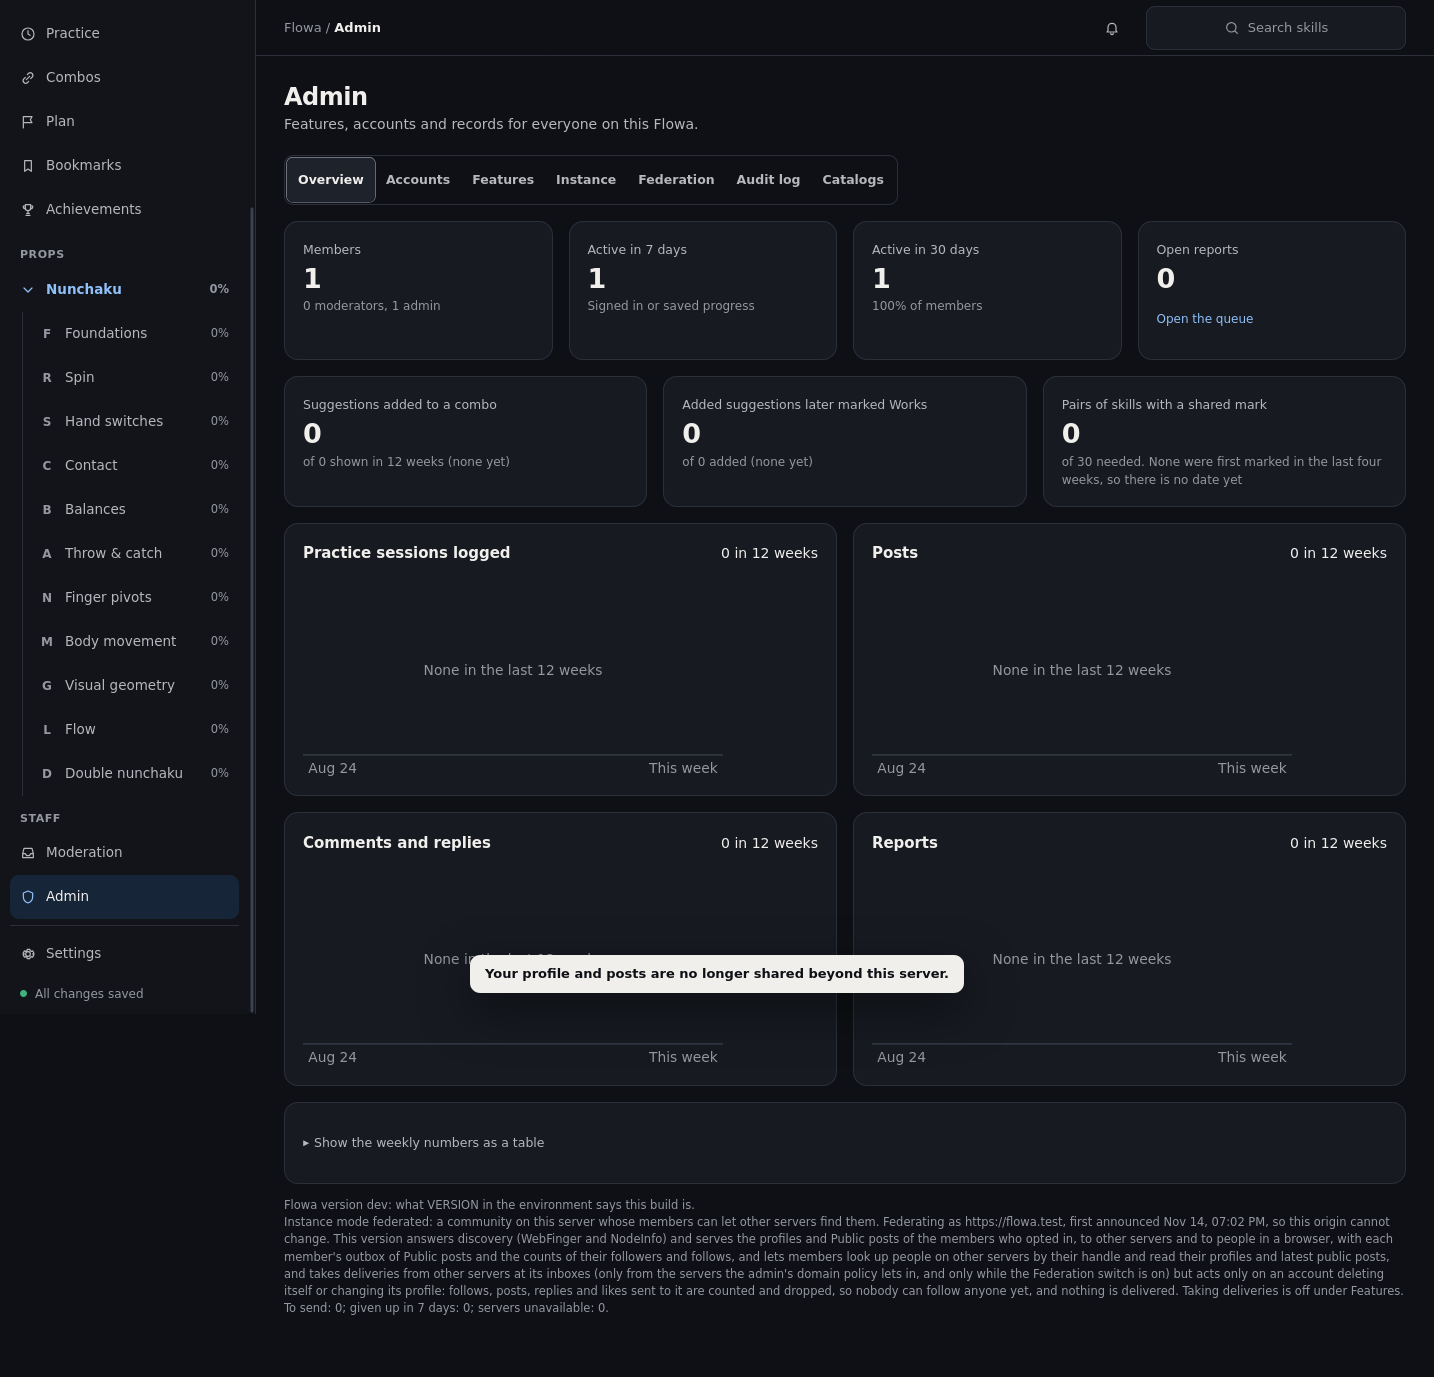 Practice
Combos
Plan
Bookmarks
Achievements
PROPS
Nunchaku 0%
F Foundations 0%
R Spin 0%
S Hand switches 0%
C Contact 0%
B Balances 0%
A Throw & catch 0%
N Finger pivots 0%
M Body movement 0%
G Visual geometry 0%
L Flow 0%
D Double nunchaku 0%
STAFF
Moderation
Admin
Settings
All changes saved
Flowa / Admin
Search skills
Admin
Features, accounts and records for everyone on this Flowa.
Overview Accounts Features Instance Federation Audit log Catalogs
Members
1
0 moderators, 1 admin
Active in 7 days
1
Signed in or saved progress
Active in 30 days
1
100% of members
Open reports
0
Open the queue
Suggestions added to a combo
0
of 0 shown in 12 weeks (none yet)
Added suggestions later marked Works
0
of 0 added (none yet)
Pairs of skills with a shared mark
0
of 30 needed. None were first marked in the last four
weeks, so there is no date yet
Practice sessions logged 0 in 12 weeks
None in the last 12 weeks
Aug 24 This week
Posts 0 in 12 weeks
None in the last 12 weeks
Aug 24 This week
Comments and replies 0 in 12 weeks
None
Aug 24 This week
Reports 0 in 12 weeks
None in the last 12 weeks
Aug 24 This week
Your profile and posts are no longer shared beyond this server.
▸ Show the weekly numbers as a table
Flowa version dev: what VERSION in the environment says this build is.
Instance mode federated: a community on this server whose members can let other servers find them. Federating as https://flowa.test, first announced Nov 14, 07:02 PM, so this origin cannot
change. This version answers discovery (WebFinger and NodeInfo) and serves the profiles and Public posts of the members who opted in, to other servers and to people in a browser, with each
member's outbox of Public posts and the counts of their followers and follows, and lets members look up people on other servers by their handle and read their profiles and latest public posts,
and takes deliveries from other servers at its inboxes (only from the servers the admin's domain policy lets in, and only while the Federation switch is on) but acts only on an account deleting
itself or changing its profile: follows, posts, replies and likes sent to it are counted and dropped, so nobody can follow anyone yet, and nothing is delivered. Taking deliveries is off under Features.
To send: 0; given up in 7 days: 0; servers unavailable: 0.